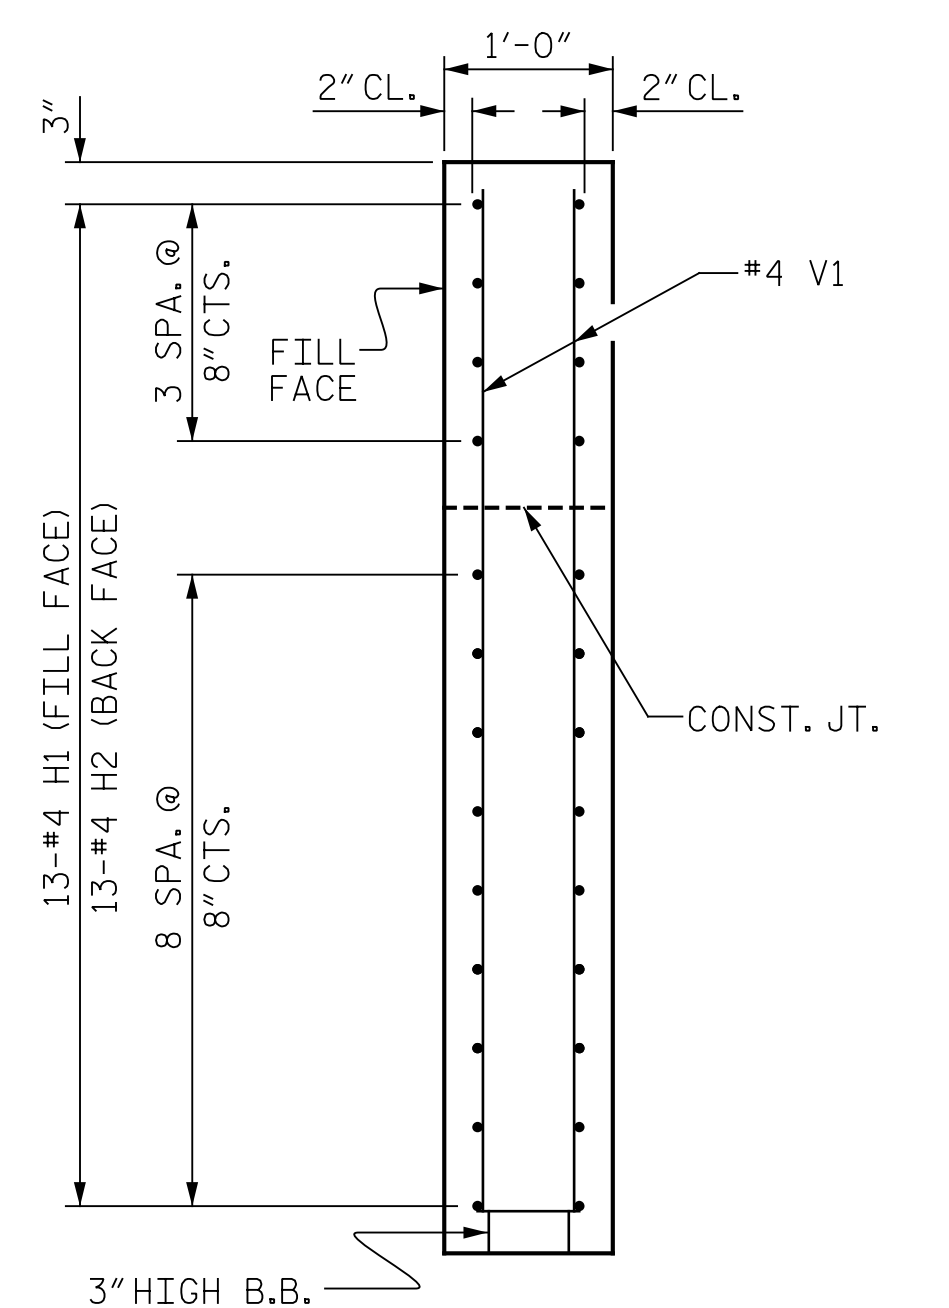 1'-0"
2" CL.
2" CL.
3"
3 SPA. @
8" CTS.
#4 V1
FILL
FACE
13-#4 H1 (FILL FACE)
13-#4 H2 (BACK FACE)
CONST. JT.
8 SPA. @
8" CTS.
3" HIGH B.B.